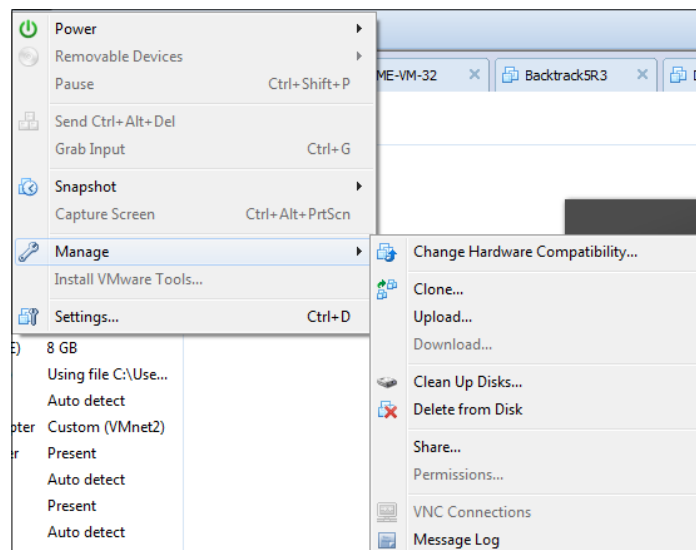 Power
Removable Devices
Pause Ctrl+Shift+P
ME-VM-32
Backtrack5R3
Send Ctrl+Alt+Del
Grab Input Ctrl+G
Snapshot
Capture Screen Ctrl+Alt+PrtScn
Manage
Install VMware Tools...
Settings... Ctrl+D
Change Hardware Compatibility...
Clone...
Upload...
Download...
Clean Up Disks...
Delete from Disk
Share...
Permissions...
VNC Connections
Message Log
E) 8 GB
Using file C:\Use...
Auto detect
pter Custom (VMnet2)
er Present
Auto detect
Present
Auto detect